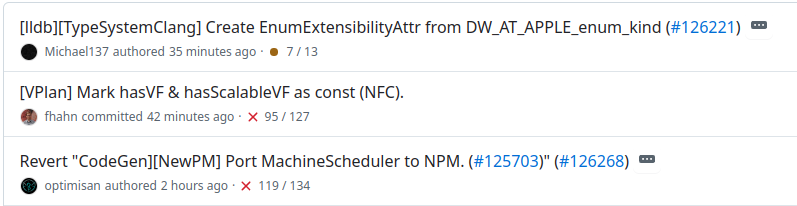 [lldb][TypeSystemClang] Create EnumExtensibilityAttr from DW_AT_APPLE_enum_kind (#126221)
Michael137 authored 35 minutes ago · 7 / 13
[VPlan] Mark hasVF & hasScalableVF as const (NFC).
fhahn committed 42 minutes ago · 95 / 127
Revert "CodeGen][NewPM] Port MachineScheduler to NPM. (#125703)" (#126268)
optimisan authored 2 hours ago · 119 / 134